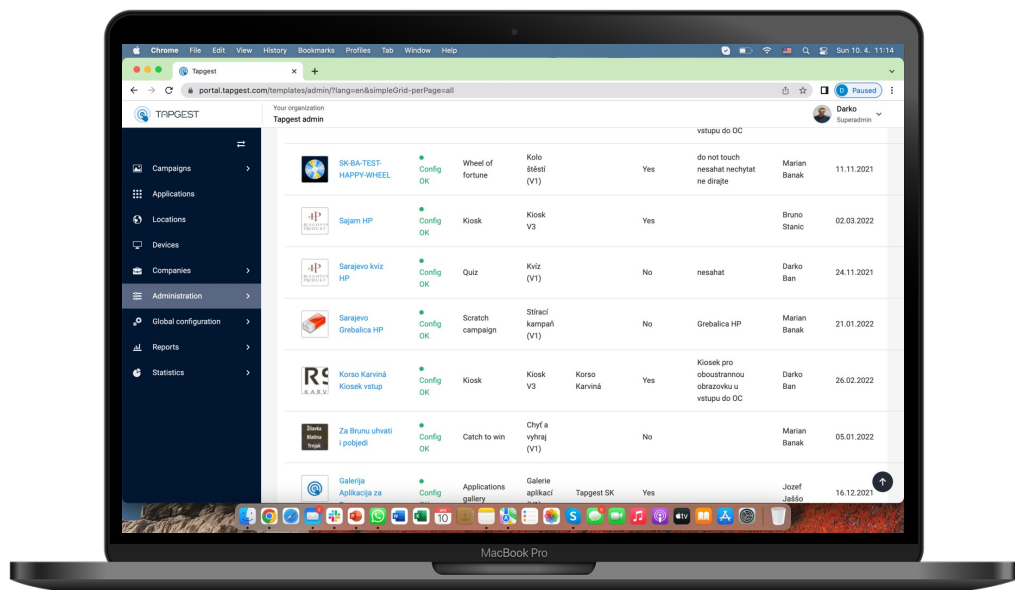 Chrome File Edit View History Bookmarks Profiles Tab Window Help
Sun 10. 4. 11:14
Tapgest
portal.tapgest.com/templates/admin/?lang=en&simpleGrid-perPage=all
D Paused
TAPGEST
Your organization
Tapgest admin
Darko
Superadmin
Campaigns
Applications
Locations
Devices
Companies
Administration
Global configuration
Reports
Statistics
vstupu do OC
SK-BA-TEST-
HAPPY-WHEEL
Config
OK
Wheel of
fortune
Kolo
štěstí
(V1)
Yes
do not touch
nesahat nechytat
ne dirajte
Marian
Banak
11.11.2021
HP
Sajam HP
Config
OK
Kiosk
Kiosk
V3
Yes
Bruno
Stanic
02.03.2022
HP
Sarajevo kviz
HP
Config
OK
Quiz
Kvíz
(V1)
No
nesahat
Darko
Ban
24.11.2021
Sarajevo
Grebalica HP
Config
OK
Scratch
campaign
Stírací
kampaň
(V1)
No
Grebalica HP
Marian
Banak
21.01.2022
KARV
Korso Karviná
Kiosek vstup
Config
OK
Kiosk
Kiosk
V3
Korso
Karviná
Yes
Kiosek pro
oboustrannou
obrazovku u
vstupu do OC
Darko
Ban
26.02.2022
Žilavka
Blatina
Trnjak
Za Brunu uhvati
i pobjedi
Config
OK
Catch to win
Chyť a
vyhraj
(V1)
No
Marian
Banak
05.01.2022
Galerija
Aplikacija za
Config
Applications
gallery
Galerie
aplikací
Tapgest SK
Yes
Jozef
Jaššo
16.12.2021
10
tv
MacBook Pro